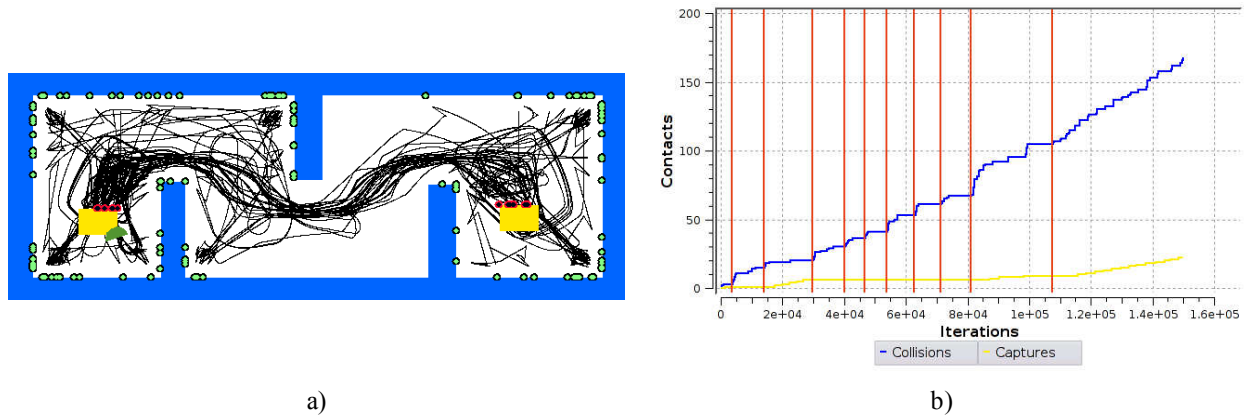 200
150
100
50
0
Contacts
0 2e+04 4e+04 6e+04 8e+04 1e+05 1.2e+05 1.4e+05 1.6e+05
Iterations
Collisions Captures
a) b)